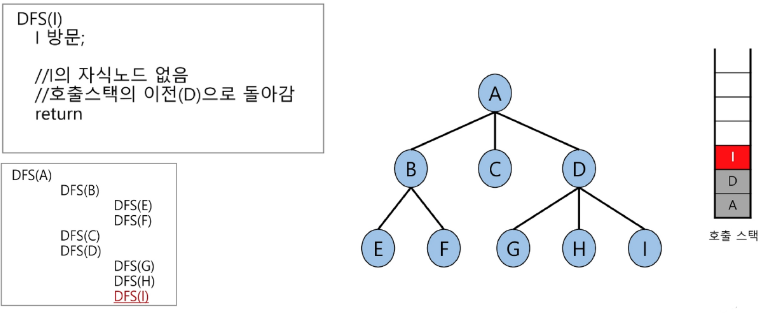 DFS(I)
I 방문;
//I의 자식노드 없음
//호출스택의 이전(D)으로 돌아감
return
DFS(A)
DFS(B)
DFS(E)
DFS(F)
DFS(C)
DFS(D)
DFS(G)
DFS(H)
DFS(I)
A
B
C
D
E
F
G
H
I
I
D
A
호출 스택